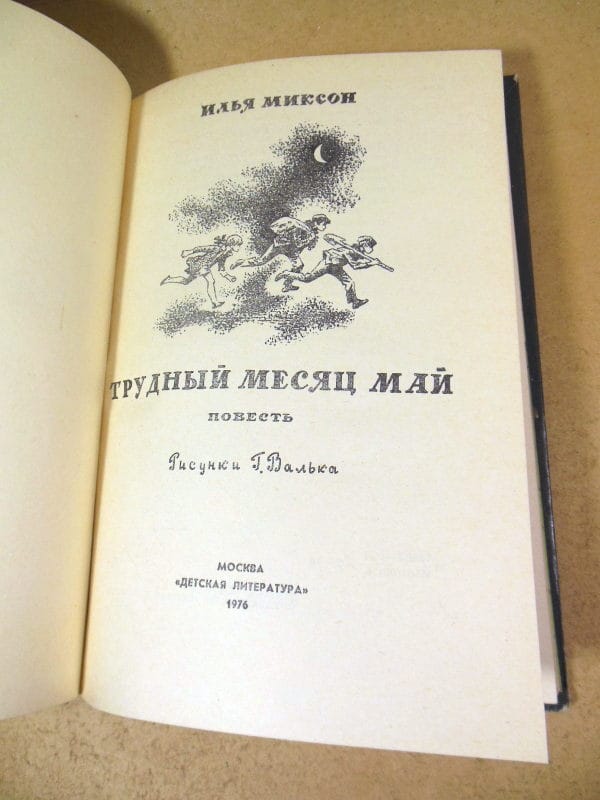 ИЛЬЯ МИКСОН
ТРУДНЫЙ МЕСЯЦ МАЙ
ПОВЕСТЬ
Рисунки Г. Валька
МОСКВА
«ДЕТСКАЯ ЛИТЕРАТУРА»
1976